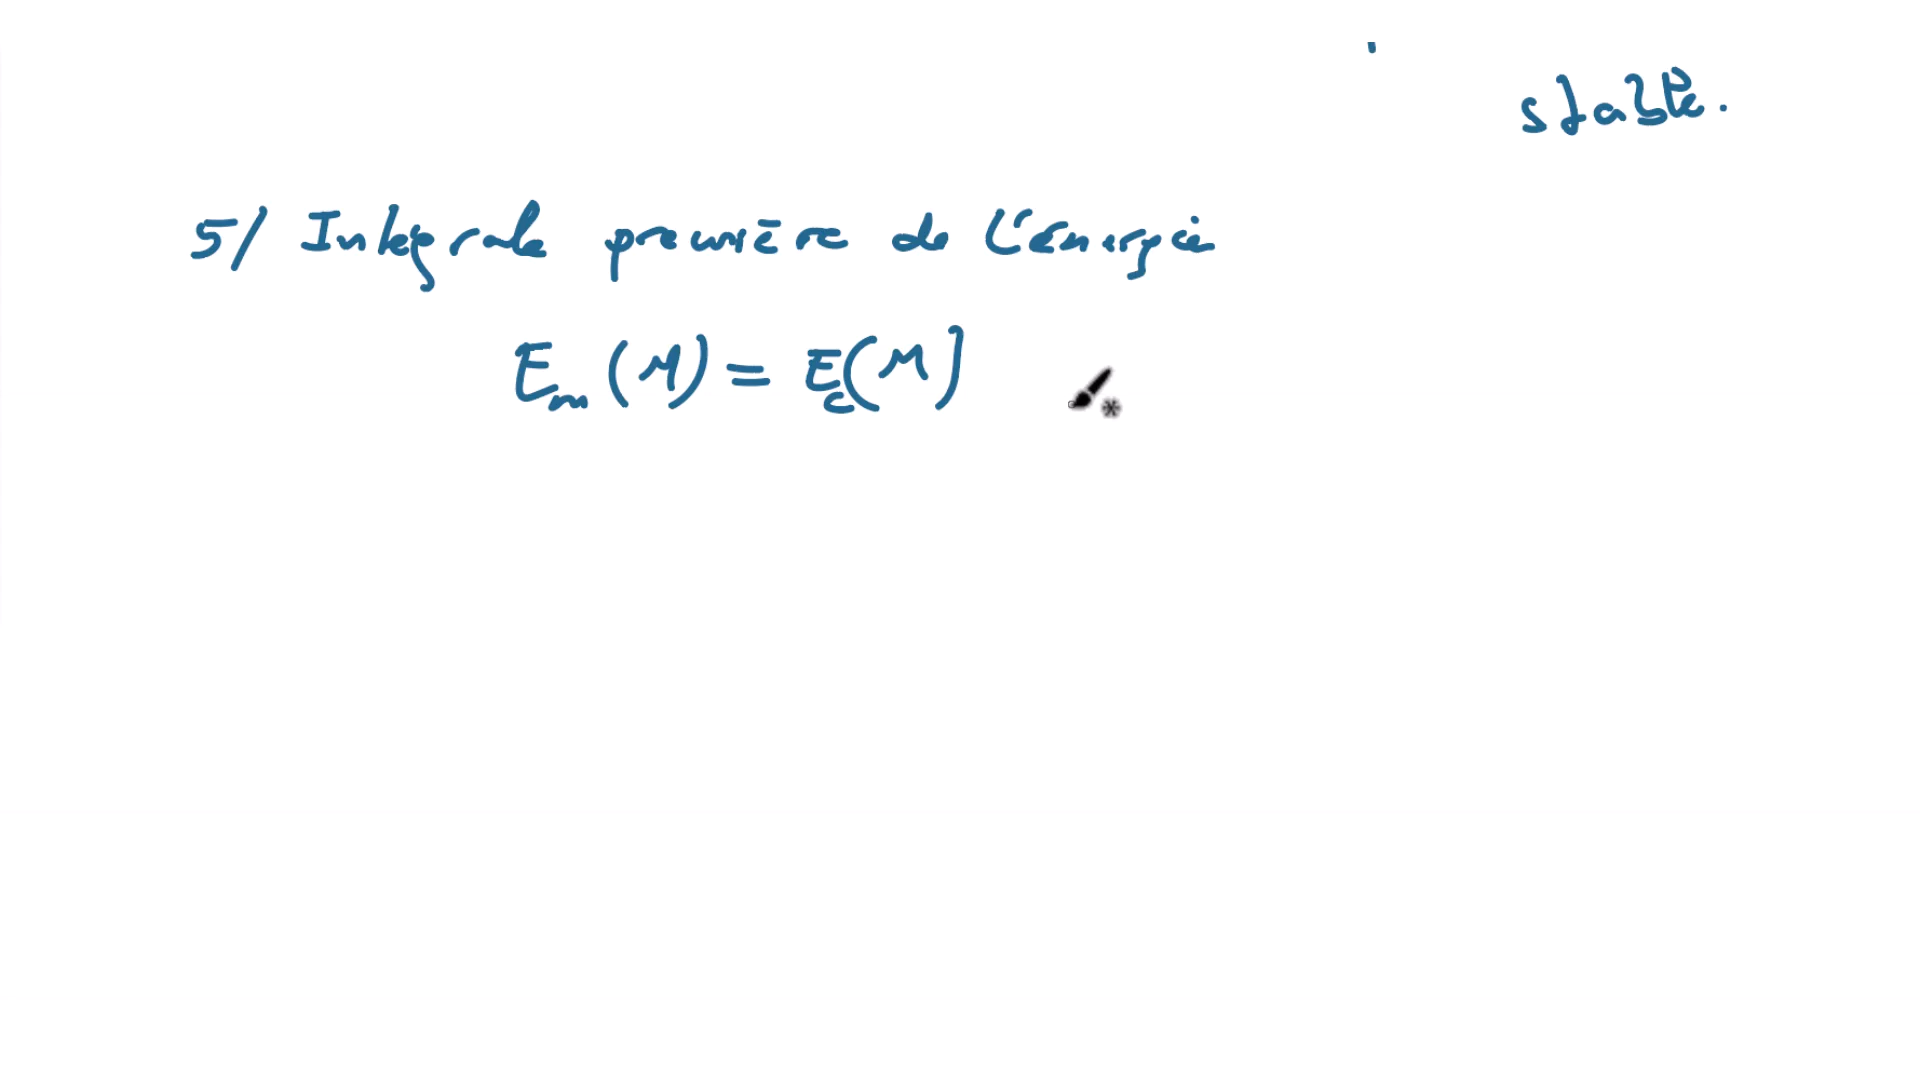 stable.
5/ Intégrale première de l'énergie
Em (M) = Ec(M)